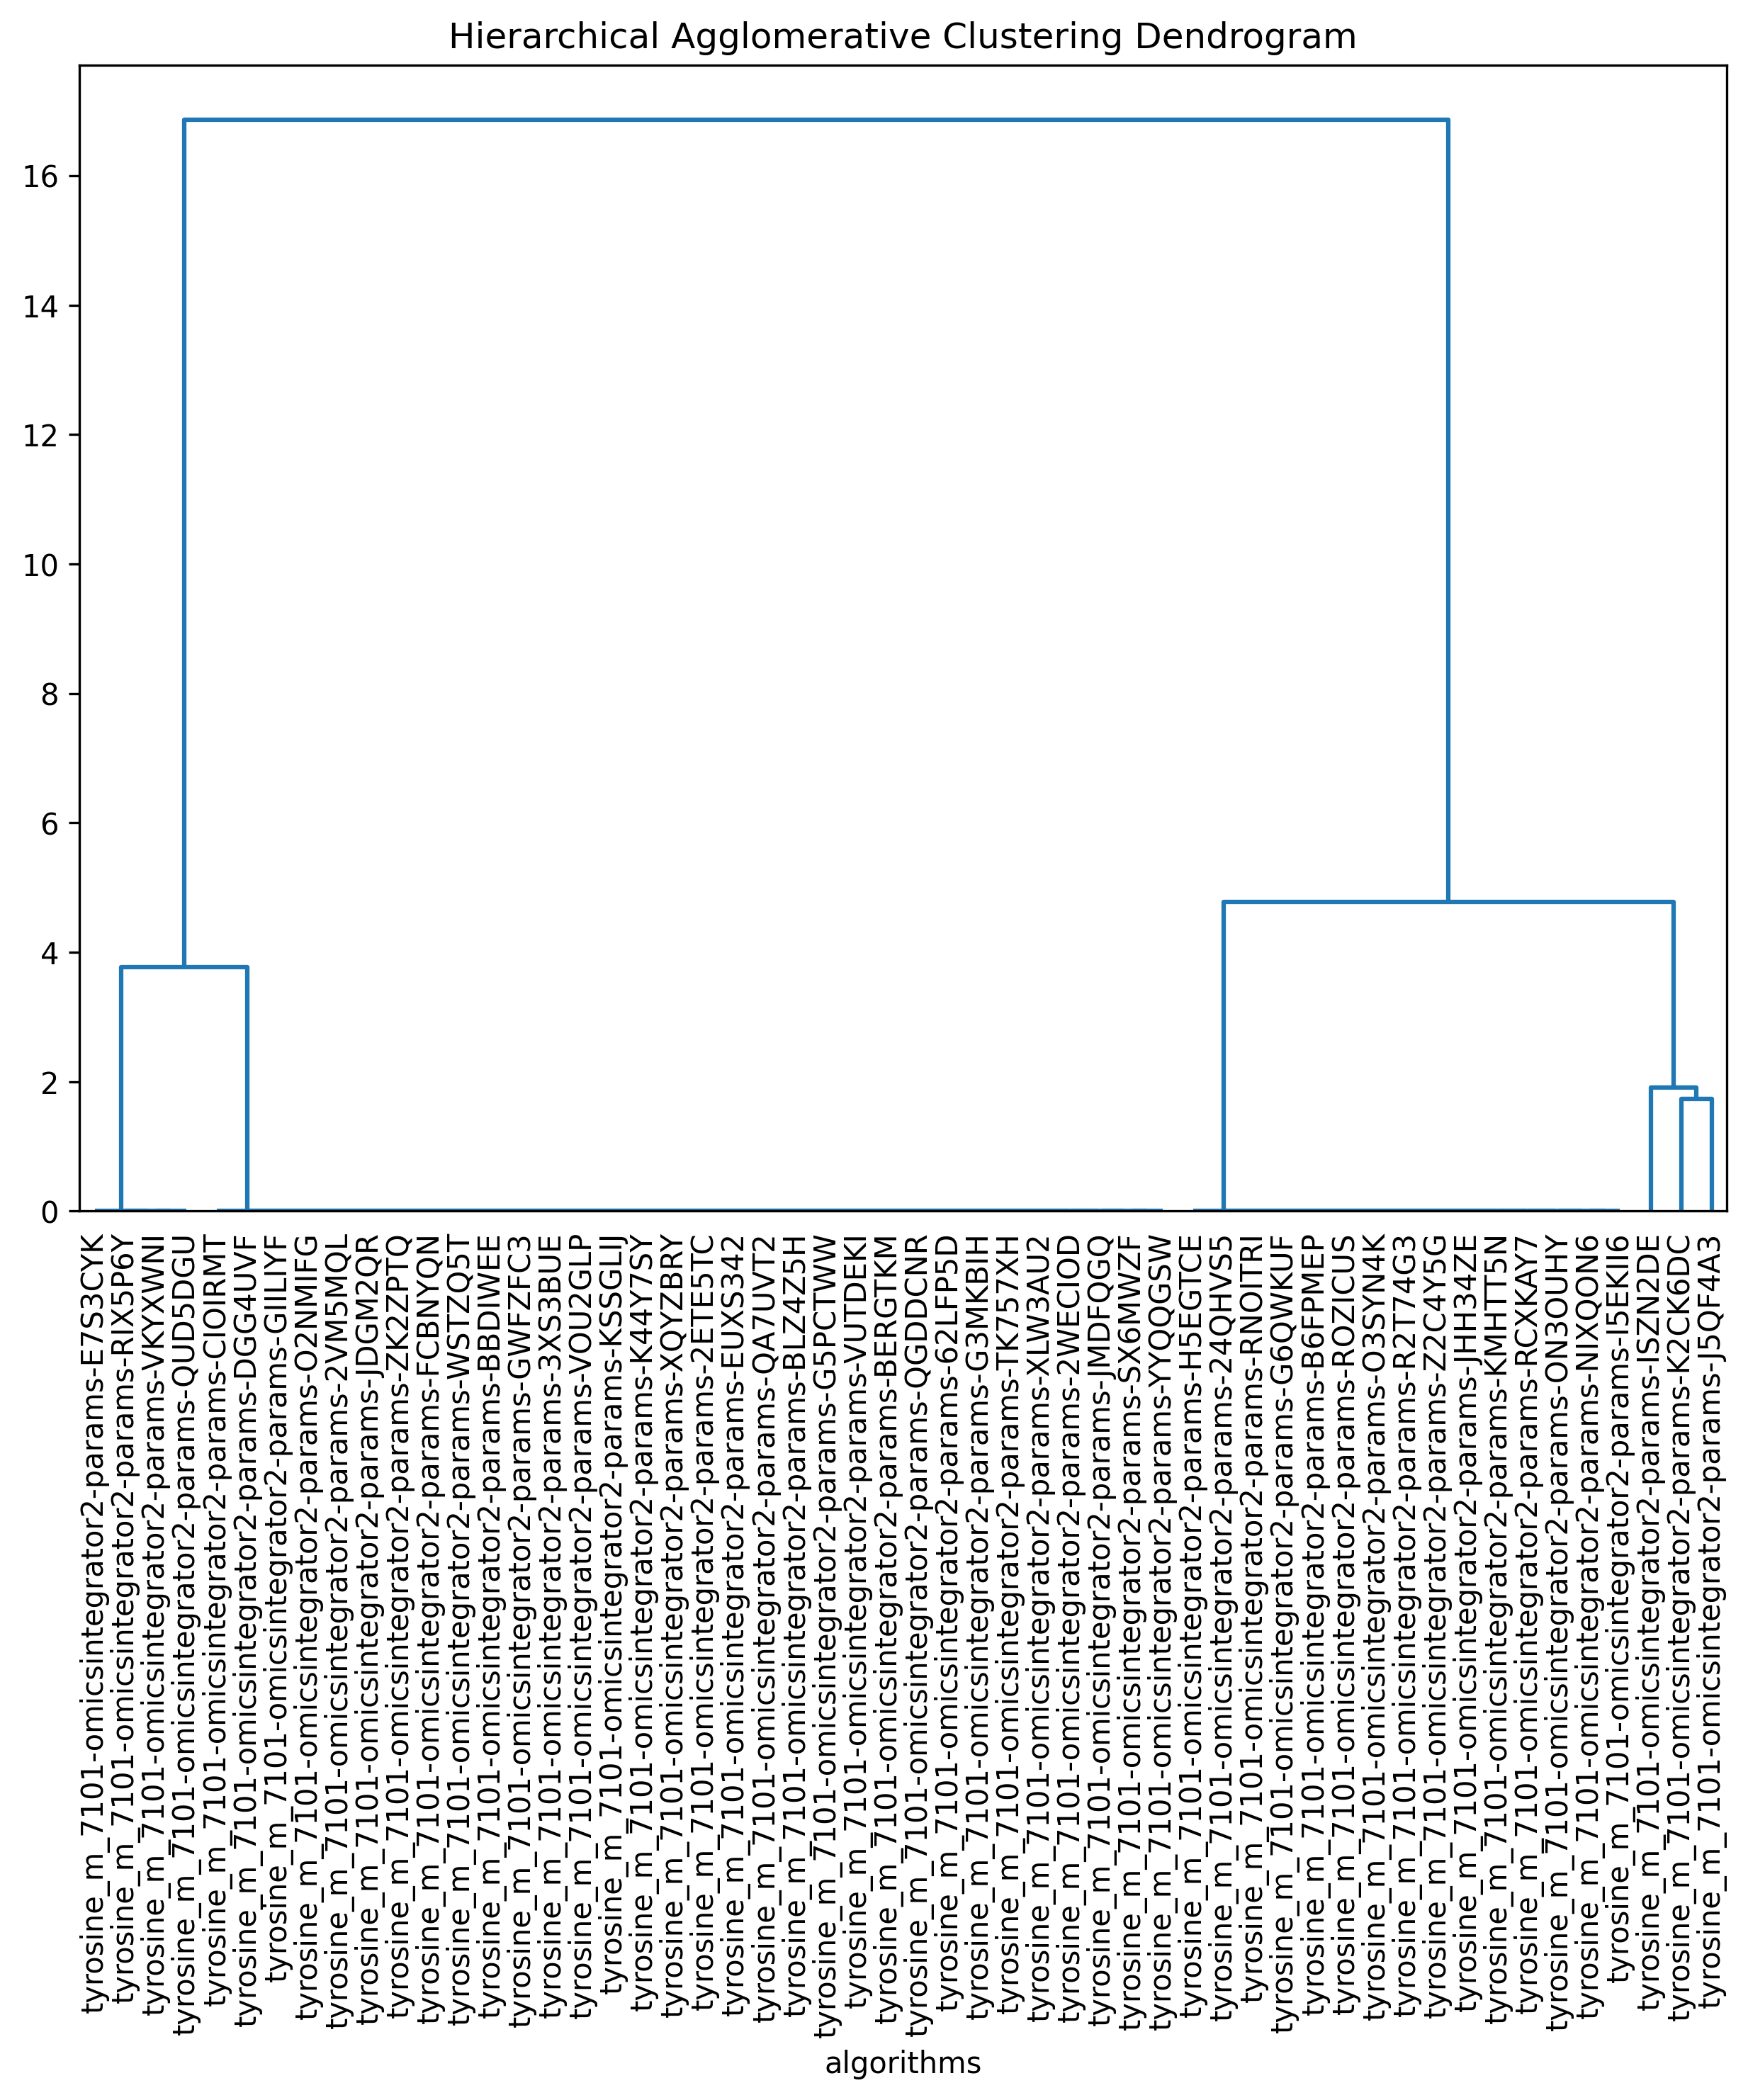 Hierarchical Agglomerative Clustering Dendrogram
16
14
12
10
8
6
4
2
0
tyrosine_m_7101-omicsintegrator2-params-E7S3CYK
tyrosine_m_7101-omicsintegrator2-params-RIX5P6Y
tyrosine_m_7101-omicsintegrator2-params-VKYXWNI
tyrosine_m_7101-omicsintegrator2-params-QUD5DGU
tyrosine_m_7101-omicsintegrator2-params-CIOIRMT
tyrosine_m_7101-omicsintegrator2-params-DGG4UVF
tyrosine_m_7101-omicsintegrator2-params-GIILIYF
tyrosine_m_7101-omicsintegrator2-params-O2NMIFG
tyrosine_m_7101-omicsintegrator2-params-2VM5MQL
tyrosine_m_7101-omicsintegrator2-params-JDGM2QR
tyrosine_m_7101-omicsintegrator2-params-ZK2ZPTQ
tyrosine_m_7101-omicsintegrator2-params-FCBNYQN
tyrosine_m_7101-omicsintegrator2-params-WSTZQ5T
tyrosine_m_7101-omicsintegrator2-params-BBDIWEE
tyrosine_m_7101-omicsintegrator2-params-GWFZFC3
tyrosine_m_7101-omicsintegrator2-params-3XS3BUE
tyrosine_m_7101-omicsintegrator2-params-VOU2GLP
tyrosine_m_7101-omicsintegrator2-params-KSSGLIJ
tyrosine_m_7101-omicsintegrator2-params-K44Y7SY
tyrosine_m_7101-omicsintegrator2-params-XQYZBRY
tyrosine_m_7101-omicsintegrator2-params-2ETE5TC
tyrosine_m_7101-omicsintegrator2-params-EUXS342
tyrosine_m_7101-omicsintegrator2-params-QA7UVT2
tyrosine_m_7101-omicsintegrator2-params-BLZ4Z5H
tyrosine_m_7101-omicsintegrator2-params-G5PCTWW
tyrosine_m_7101-omicsintegrator2-params-VUTDEKI
tyrosine_m_7101-omicsintegrator2-params-BERGTKM
tyrosine_m_7101-omicsintegrator2-params-QGDDCNR
tyrosine_m_7101-omicsintegrator2-params-62LFP5D
tyrosine_m_7101-omicsintegrator2-params-G3MKBIH
tyrosine_m_7101-omicsintegrator2-params-TK757XH
tyrosine_m_7101-omicsintegrator2-params-XLW3AU2
tyrosine_m_7101-omicsintegrator2-params-2WECIOD
tyrosine_m_7101-omicsintegrator2-params-JMDFQGQ
tyrosine_m_7101-omicsintegrator2-params-SX6MWZF
tyrosine_m_7101-omicsintegrator2-params-YYQQGSW
tyrosine_m_7101-omicsintegrator2-params-H5EGTCE
tyrosine_m_7101-omicsintegrator2-params-24QHVS5
tyrosine_m_7101-omicsintegrator2-params-RNOITRI
tyrosine_m_7101-omicsintegrator2-params-G6QWKUF
tyrosine_m_7101-omicsintegrator2-params-B6FPMEP
tyrosine_m_7101-omicsintegrator2-params-ROZICUS
tyrosine_m_7101-omicsintegrator2-params-O3SYN4K
tyrosine_m_7101-omicsintegrator2-params-R2T74G3
tyrosine_m_7101-omicsintegrator2-params-Z2C4Y5G
tyrosine_m_7101-omicsintegrator2-params-JHH34ZE
tyrosine_m_7101-omicsintegrator2-params-KMHTT5N
tyrosine_m_7101-omicsintegrator2-params-RCXKAY7
tyrosine_m_7101-omicsintegrator2-params-ON3OUHY
tyrosine_m_7101-omicsintegrator2-params-NIXQON6
tyrosine_m_7101-omicsintegrator2-params-I5EKII6
tyrosine_m_7101-omicsintegrator2-params-ISZN2DE
tyrosine_m_7101-omicsintegrator2-params-K2CK6DC
tyrosine_m_7101-omicsintegrator2-params-J5QF4A3
algorithms